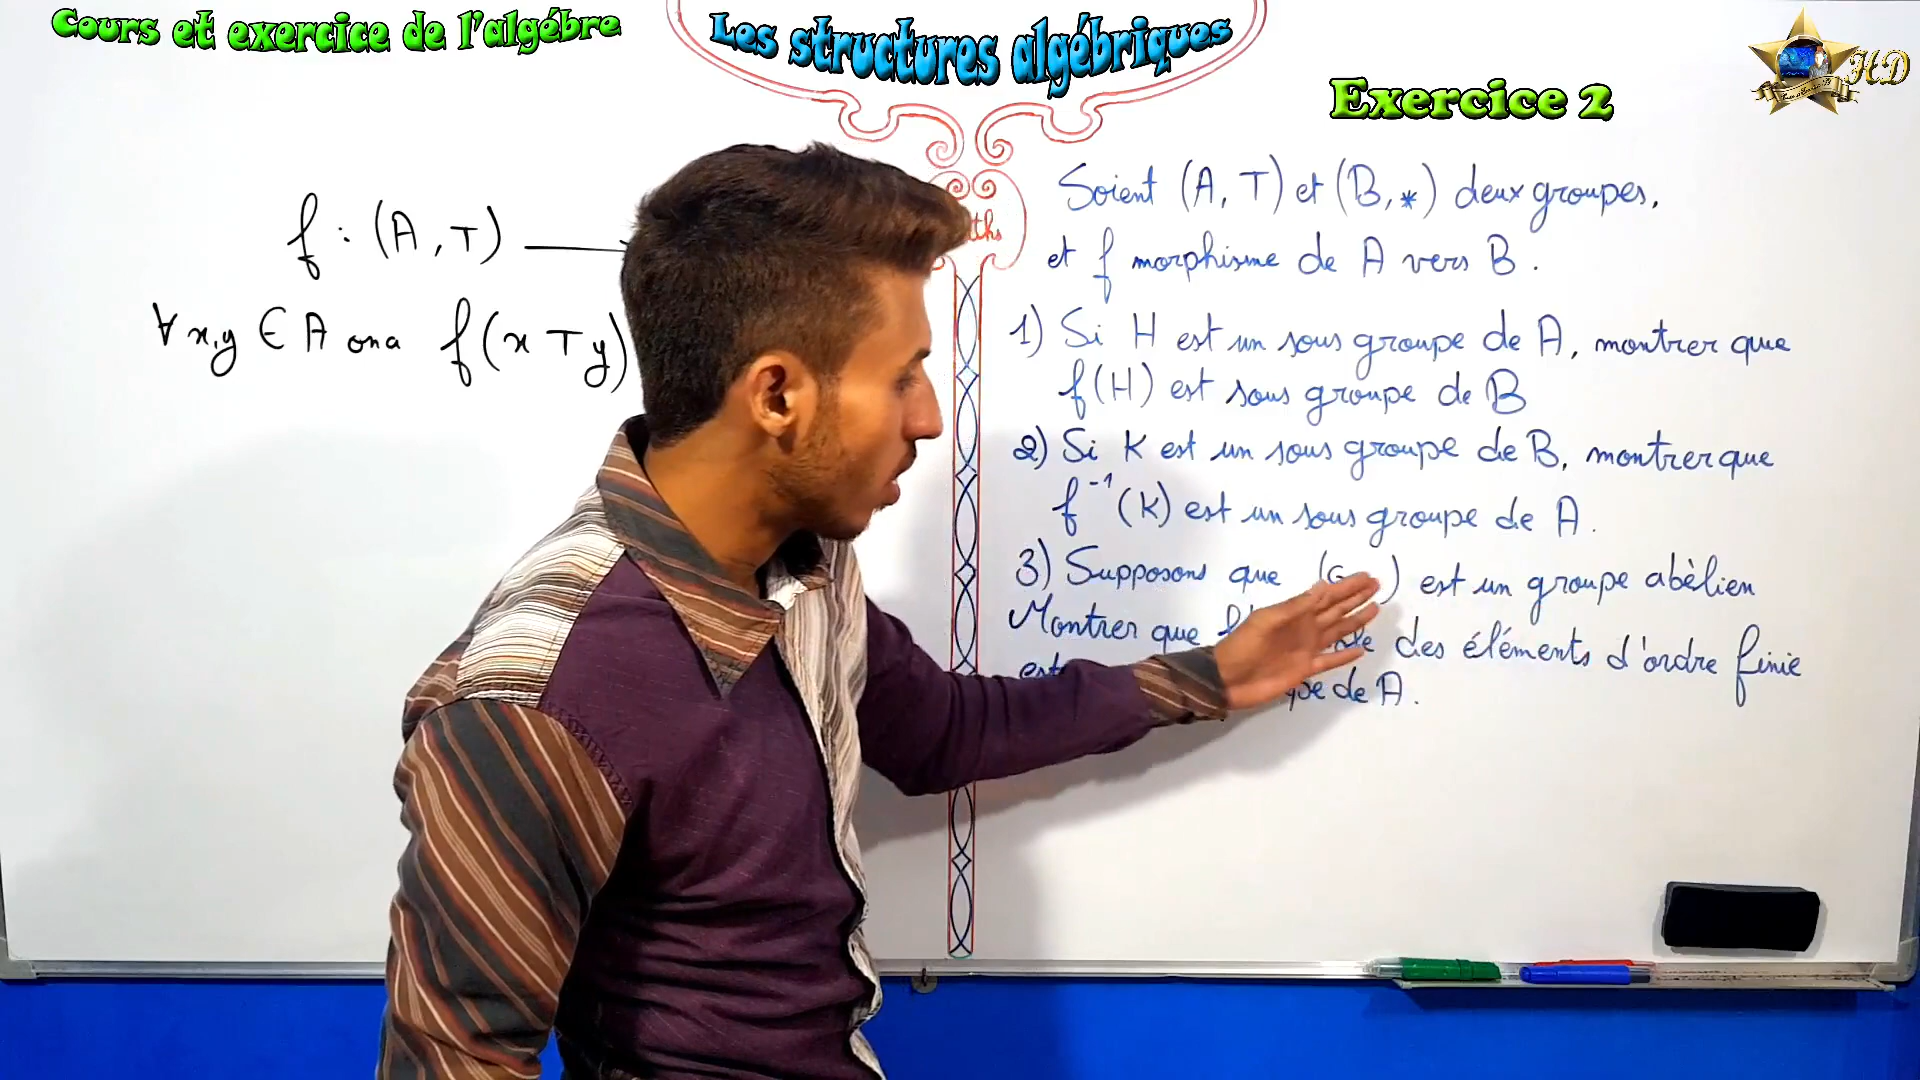 Cours et exercice de l'algébre
Les structures algébriques
Exercice 2
HD
f : (A, T)
∀ x,y ∈ A on a f(x T y)
Soient (A, T) et (B, *) deux groupes,
et f morphisme de A vers B.
1) Si H est un sous groupe de A, montrer que
f(H) est sous groupe de B
2) Si K est un sous groupe de B, montrer que
f⁻¹(K) est un sous groupe de A.
3) Supposons que ( ) est un groupe abèlien
Montrer que des éléments d'ordre finie
est de A.